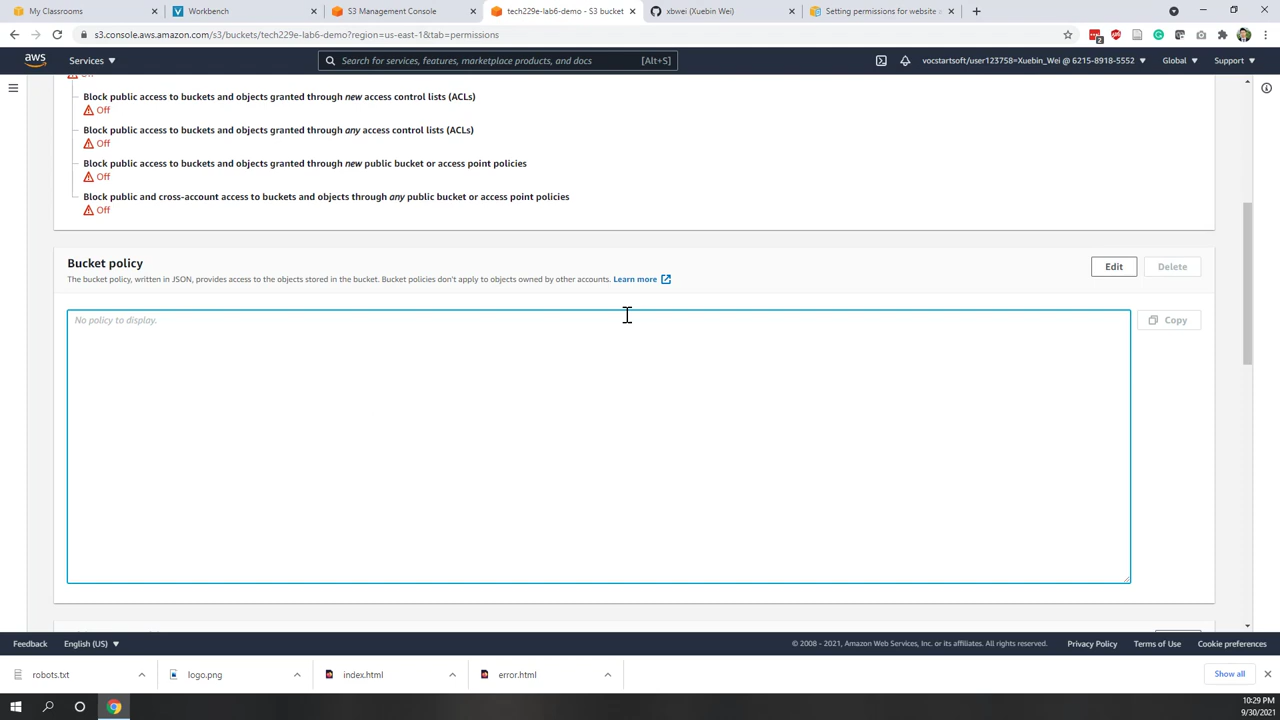 My Classrooms
Workbench
S3 Management Console
tech229e-lab6-demo - S3 bucket
xbwei (Xuebin Wei)
Setting permissions for website a
s3.console.aws.amazon.com/s3/buckets/tech229e-lab6-demo?region=us-east-1&tab=permissions
2
aws
Services
Search for services, features, marketplace products, and docs
[Alt+S]
vocstartsoft/user123758=Xuebin_Wei @ 6215-8918-5552
Global
Support
Off
Block public access to buckets and objects granted through new access control lists (ACLs)
Off
Block public access to buckets and objects granted through any access control lists (ACLs)
Off
Block public access to buckets and objects granted through new public bucket or access point policies
Off
Block public and cross-account access to buckets and objects through any public bucket or access point policies
Off
Bucket policy
Edit
Delete
The bucket policy, written in JSON, provides access to the objects stored in the bucket. Bucket policies don't apply to objects owned by other accounts. Learn more
No policy to display.
Copy
Feedback
English (US)
© 2008 - 2021, Amazon Web Services, Inc. or its affiliates. All rights reserved.
Privacy Policy
Terms of Use
Cookie preferences
robots.txt
logo.png
index.html
error.html
Show all
10:29 PM
9/30/2021